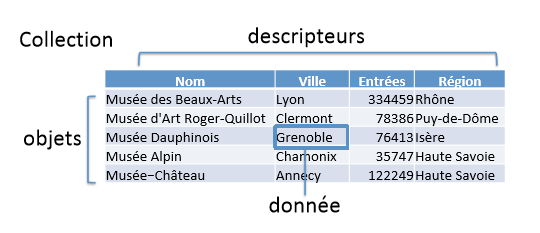 descripteurs
Collection
Nom Ville Entrées Région
Musée des Beaux-Arts Lyon 334459 Rhône
Musée d'Art Roger-Quillot Clermont 78386 Puy-de-Dôme
objets
Musée Dauphinois Grenoble 76413 Isère
Musée Alpin Chamonix 35747 Haute Savoie
Musée−Château Annecy 122249 Haute Savoie
donnée